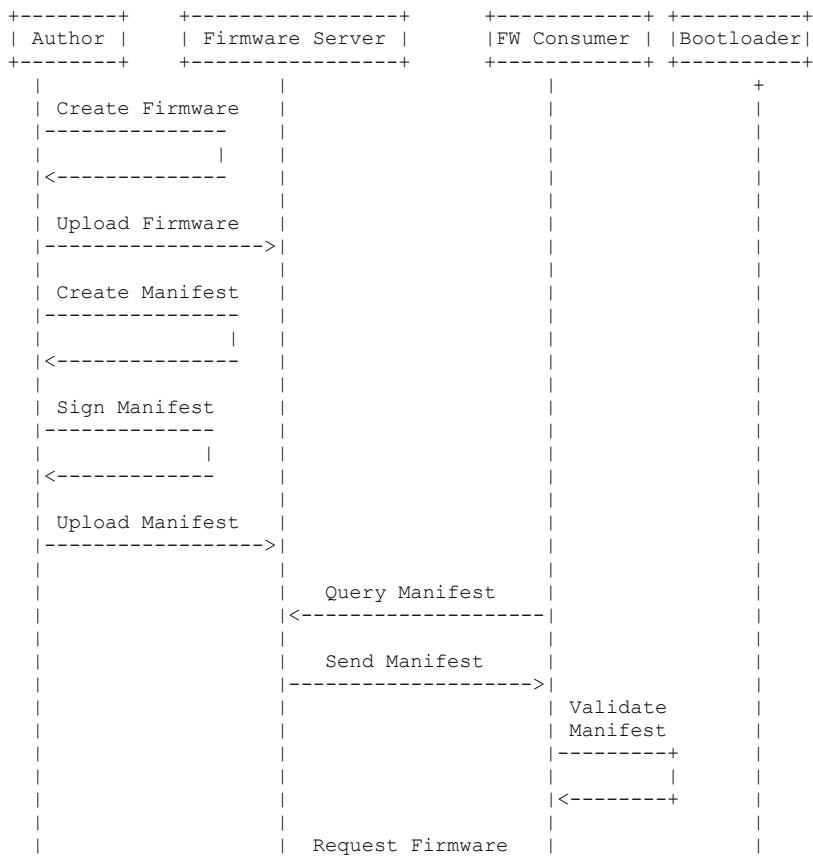 Author Firmware Server FW Consumer Bootloader
Create Firmware
Upload Firmware
Create Manifest
Sign Manifest
Upload Manifest
Query Manifest
Send Manifest
Validate
Manifest
Request Firmware